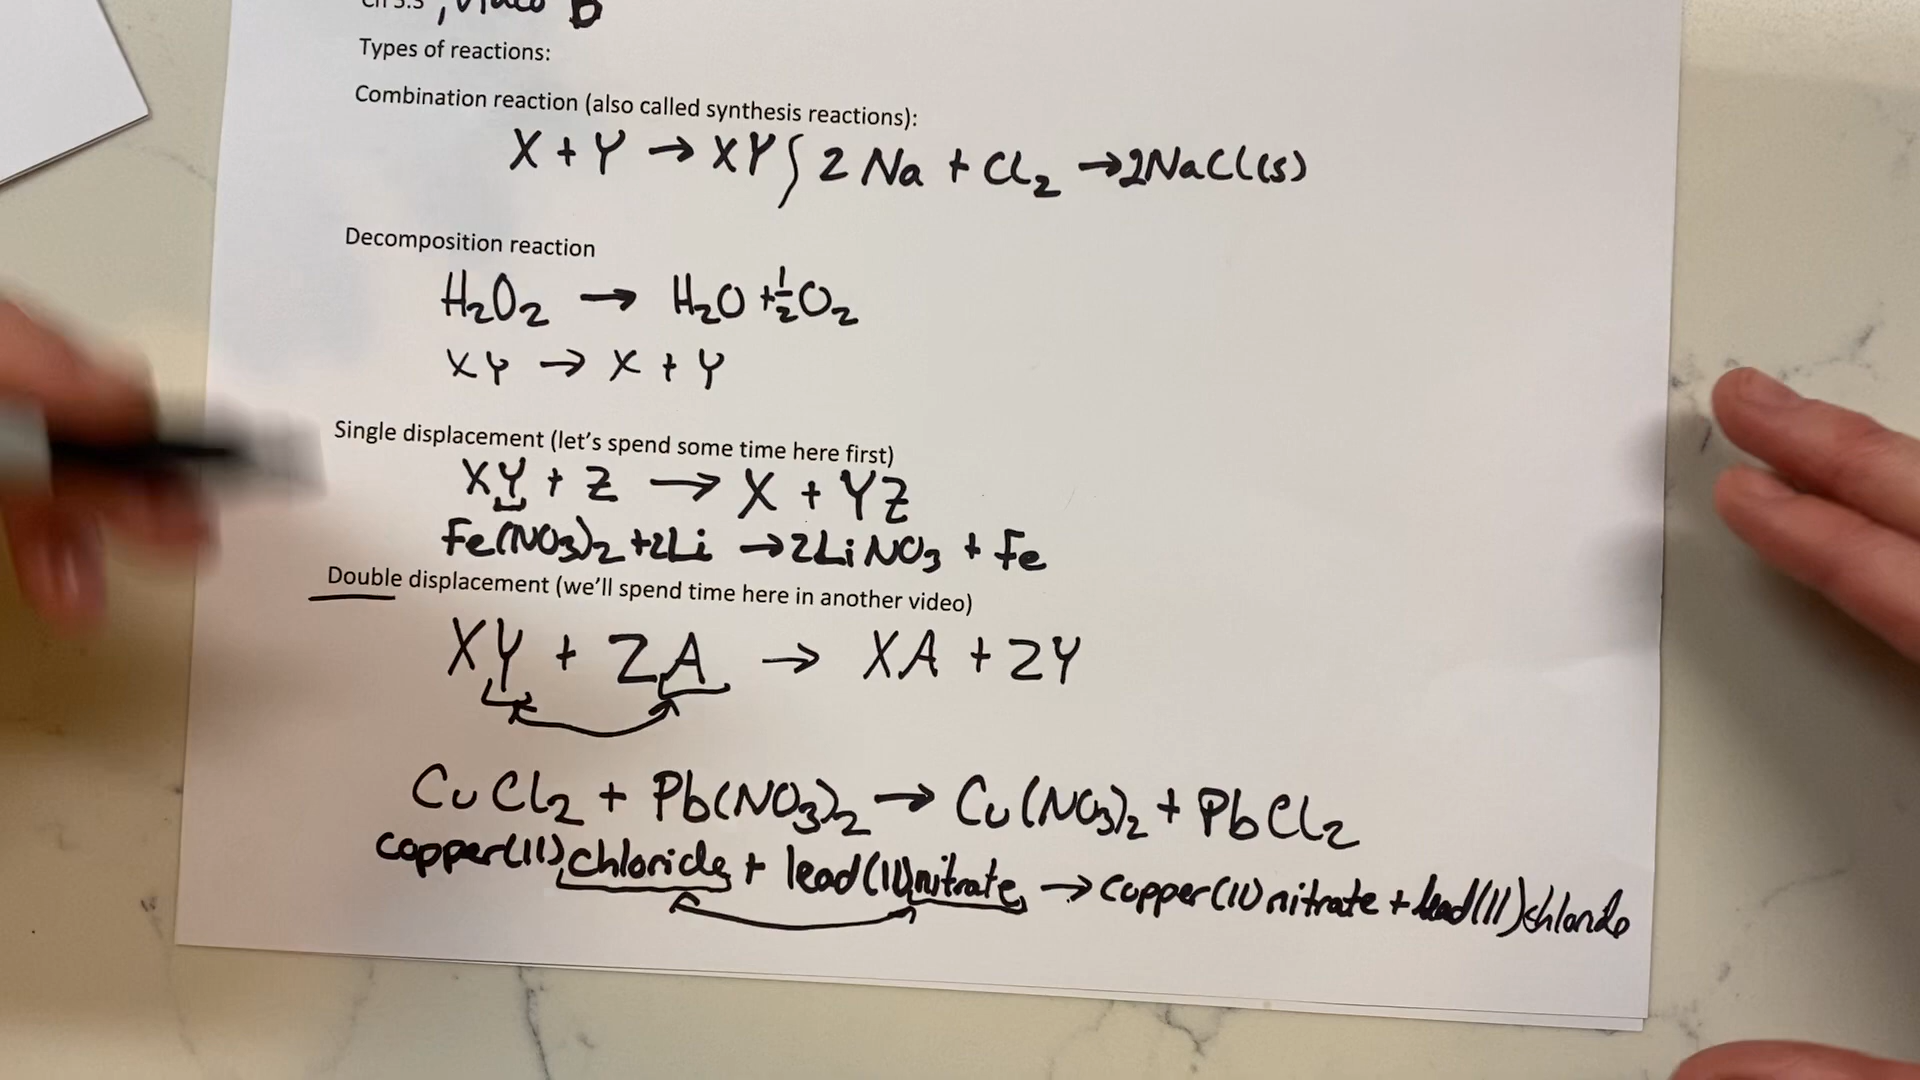 Types of reactions:
Combination reaction (also called synthesis reactions):
X + Y → XY ∫ 2 Na + Cl₂ → 2NaCl(s)
Decomposition reaction
H₂O₂ → H₂O + ½O₂
XY → X + Y
Single displacement (let's spend some time here first)
XY + Z → X + YZ
Fe(NO₃)₂ + 2Li → 2LiNO₃ + Fe
Double displacement (we'll spend time here in another video)
XY + ZA → XA + ZY
CuCl₂ + Pb(NO₃)₂ → Cu(NO₃)₂ + PbCl₂
copper(II) chloride + lead(II) nitrate → copper(II) nitrate + lead(II) chloride